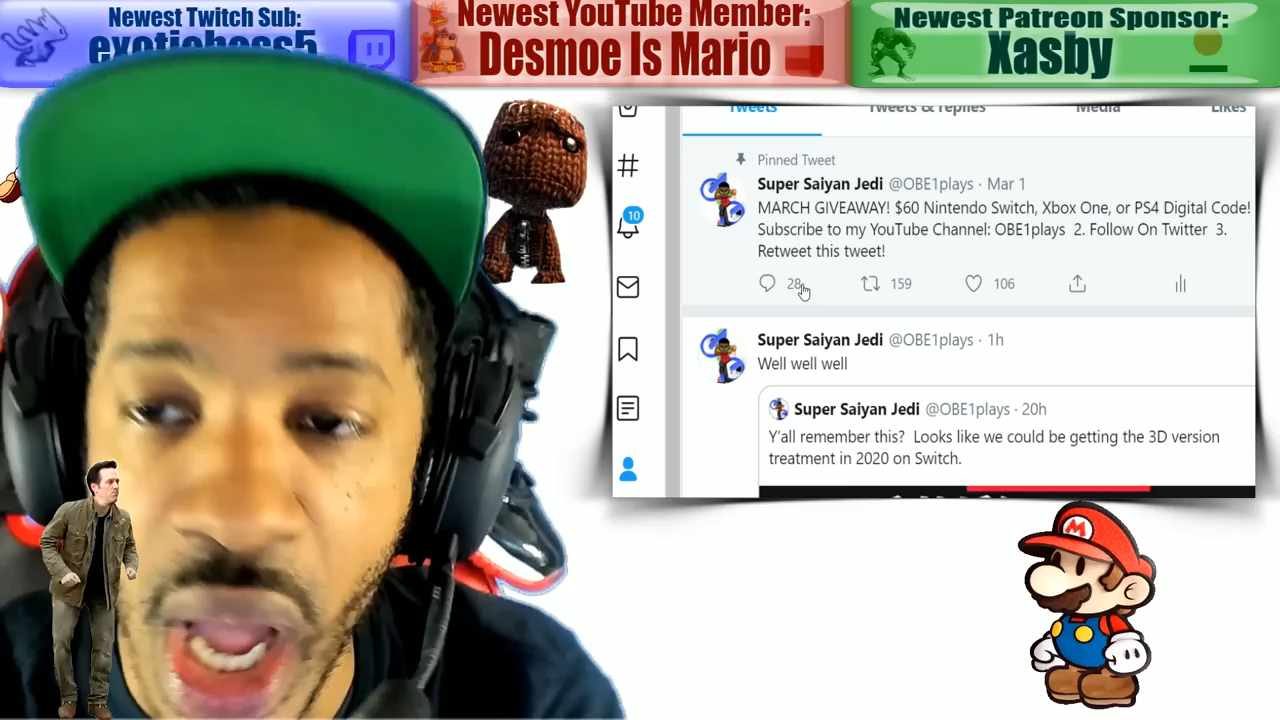 Newest Twitch Sub:
exoticboss5
Newest YouTube Member:
Desmoe Is Mario
Newest Patreon Sponsor:
Xasby
Tweets Tweets & replies Media Likes
Pinned Tweet
Super Saiyan Jedi @OBE1plays · Mar 1
MARCH GIVEAWAY! $60 Nintendo Switch, Xbox One, or PS4 Digital Code!
Subscribe to my YouTube Channel: OBE1plays 2. Follow On Twitter 3.
Retweet this tweet!
28 159 106
10
Super Saiyan Jedi @OBE1plays · 1h
Well well well
Super Saiyan Jedi @OBE1plays · 20h
Y'all remember this? Looks like we could be getting the 3D version
treatment in 2020 on Switch.
M